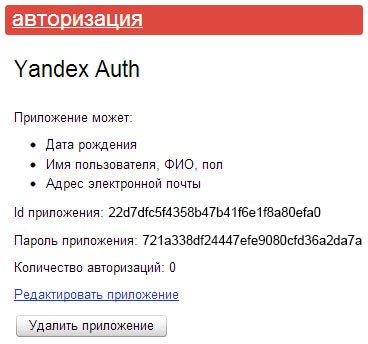 авторизация
Yandex Auth
Приложение может:
Дата рождения
Имя пользователя, ФИО, пол
Адрес электронной почты
Id приложения: 22d7dfc5f4358b47b41f6e1f8a80efa0
Пароль приложения: 721a338df24447efe9080cfd36a2da7a
Количество авторизаций: 0
Редактировать приложение
Удалить приложение